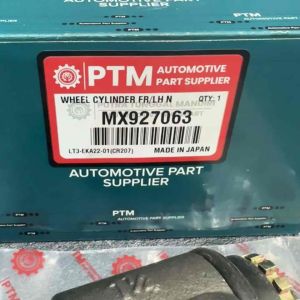 PTM
AUTOMOTIVE
PART SUPPLIER
WHEEL CYLINDER FR/LH N QTY: 1
MX927063
LT3-EKA22-01(CR207) MADE IN JAPAN
AUTOMOTIVE PART
SUPPLIER
PTM
AUTOMOTIVE
PART SUPPLIER
PTM